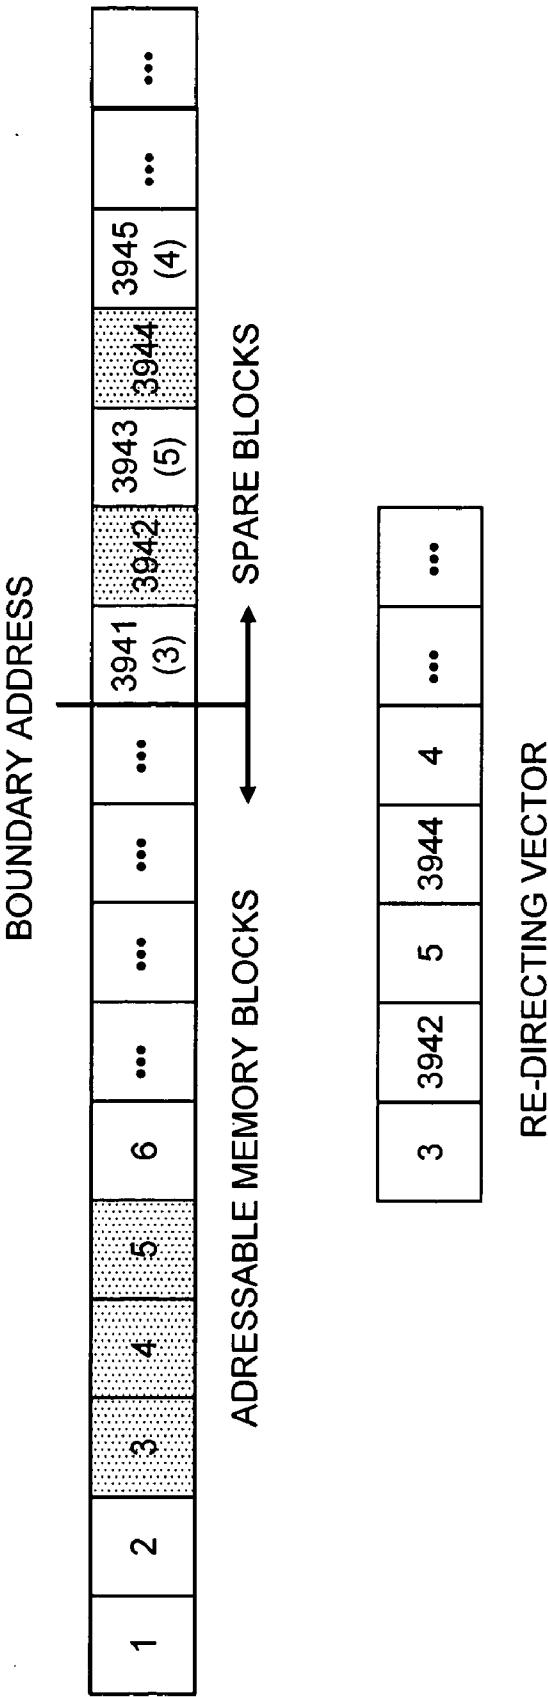 BOUNDARY ADDRESS
1 2 3 4 5 6 ... ... ... ... 3941 3942 3943 3944 3945 ... ...
(3) (5) (4)
ADRESSABLE MEMORY BLOCKS SPARE BLOCKS
3 3942 5 3944 4 ... ...
RE-DIRECTING VECTOR